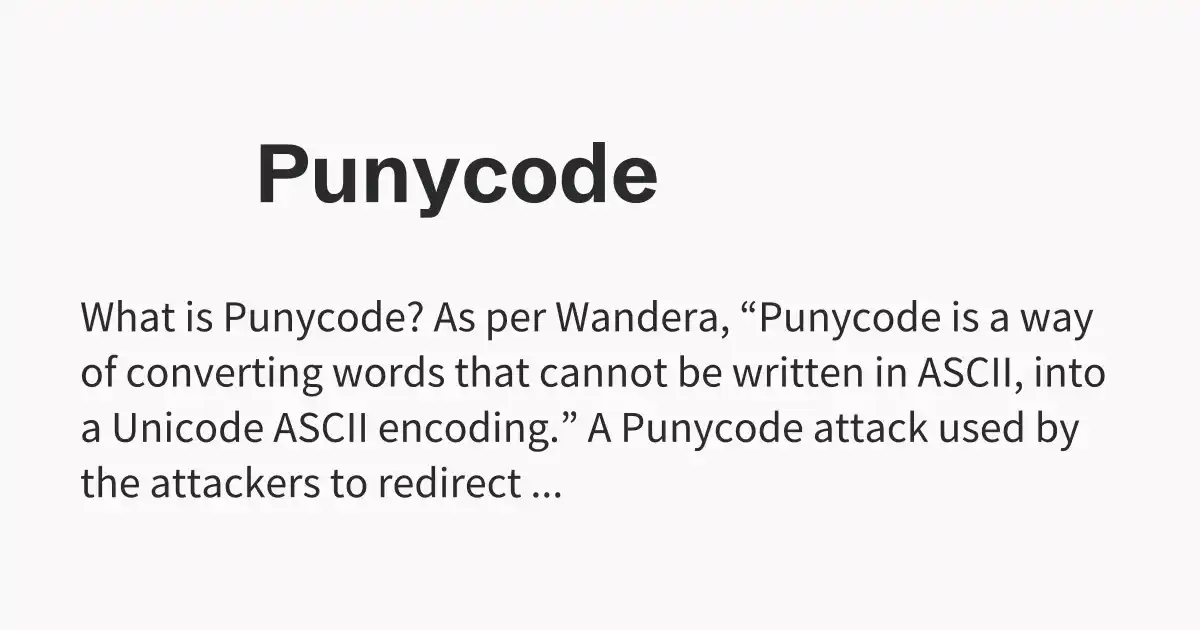 Punycode
What is Punycode? As per Wandera, “Punycode is a way
of converting words that cannot be written in ASCII, into
a Unicode ASCII encoding.” A Punycode attack used by
the attackers to redirect ...